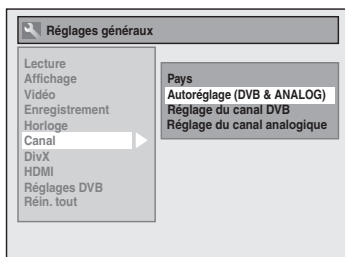 Réglages généraux
Lecture
Affichage
Vidéo
Enregistrement
Horloge
Canal
DivX
HDMI
Réglages DVB
Réin. tout
Pays
Autoréglage (DVB & ANALOG)
Réglage du canal DVB
Réglage du canal analogique